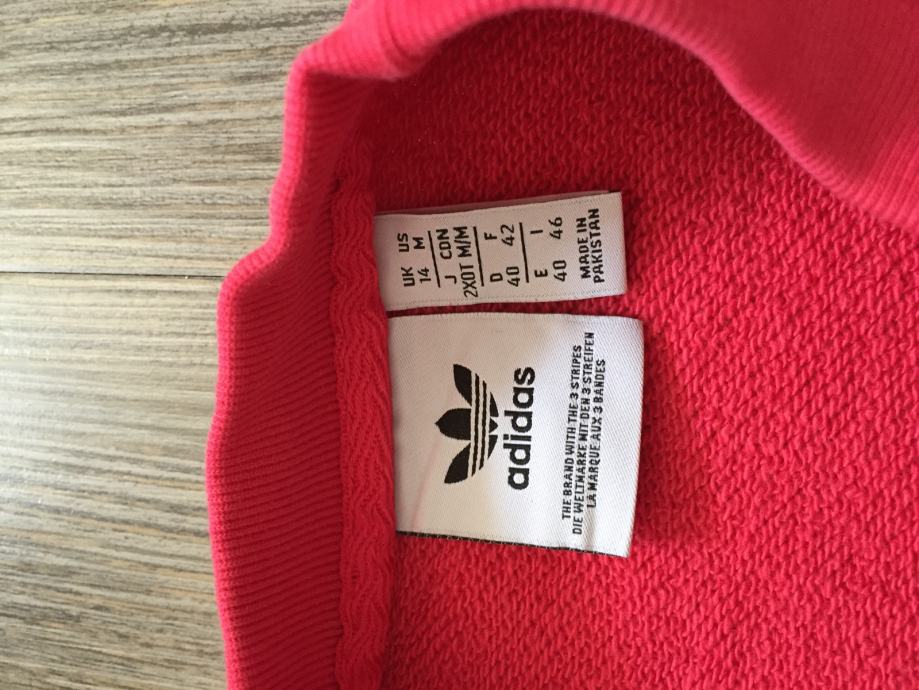 UK US
14 M
J CDN
2XOT M/M
D F
40 42
E I
40 46
MADE IN
PAKISTAN
adidas
THE BRAND WITH THE 3 STRIPES
DIE WELTMARKE MIT DEN 3 STREIFEN
LA MARQUE AUX 3 BANDES